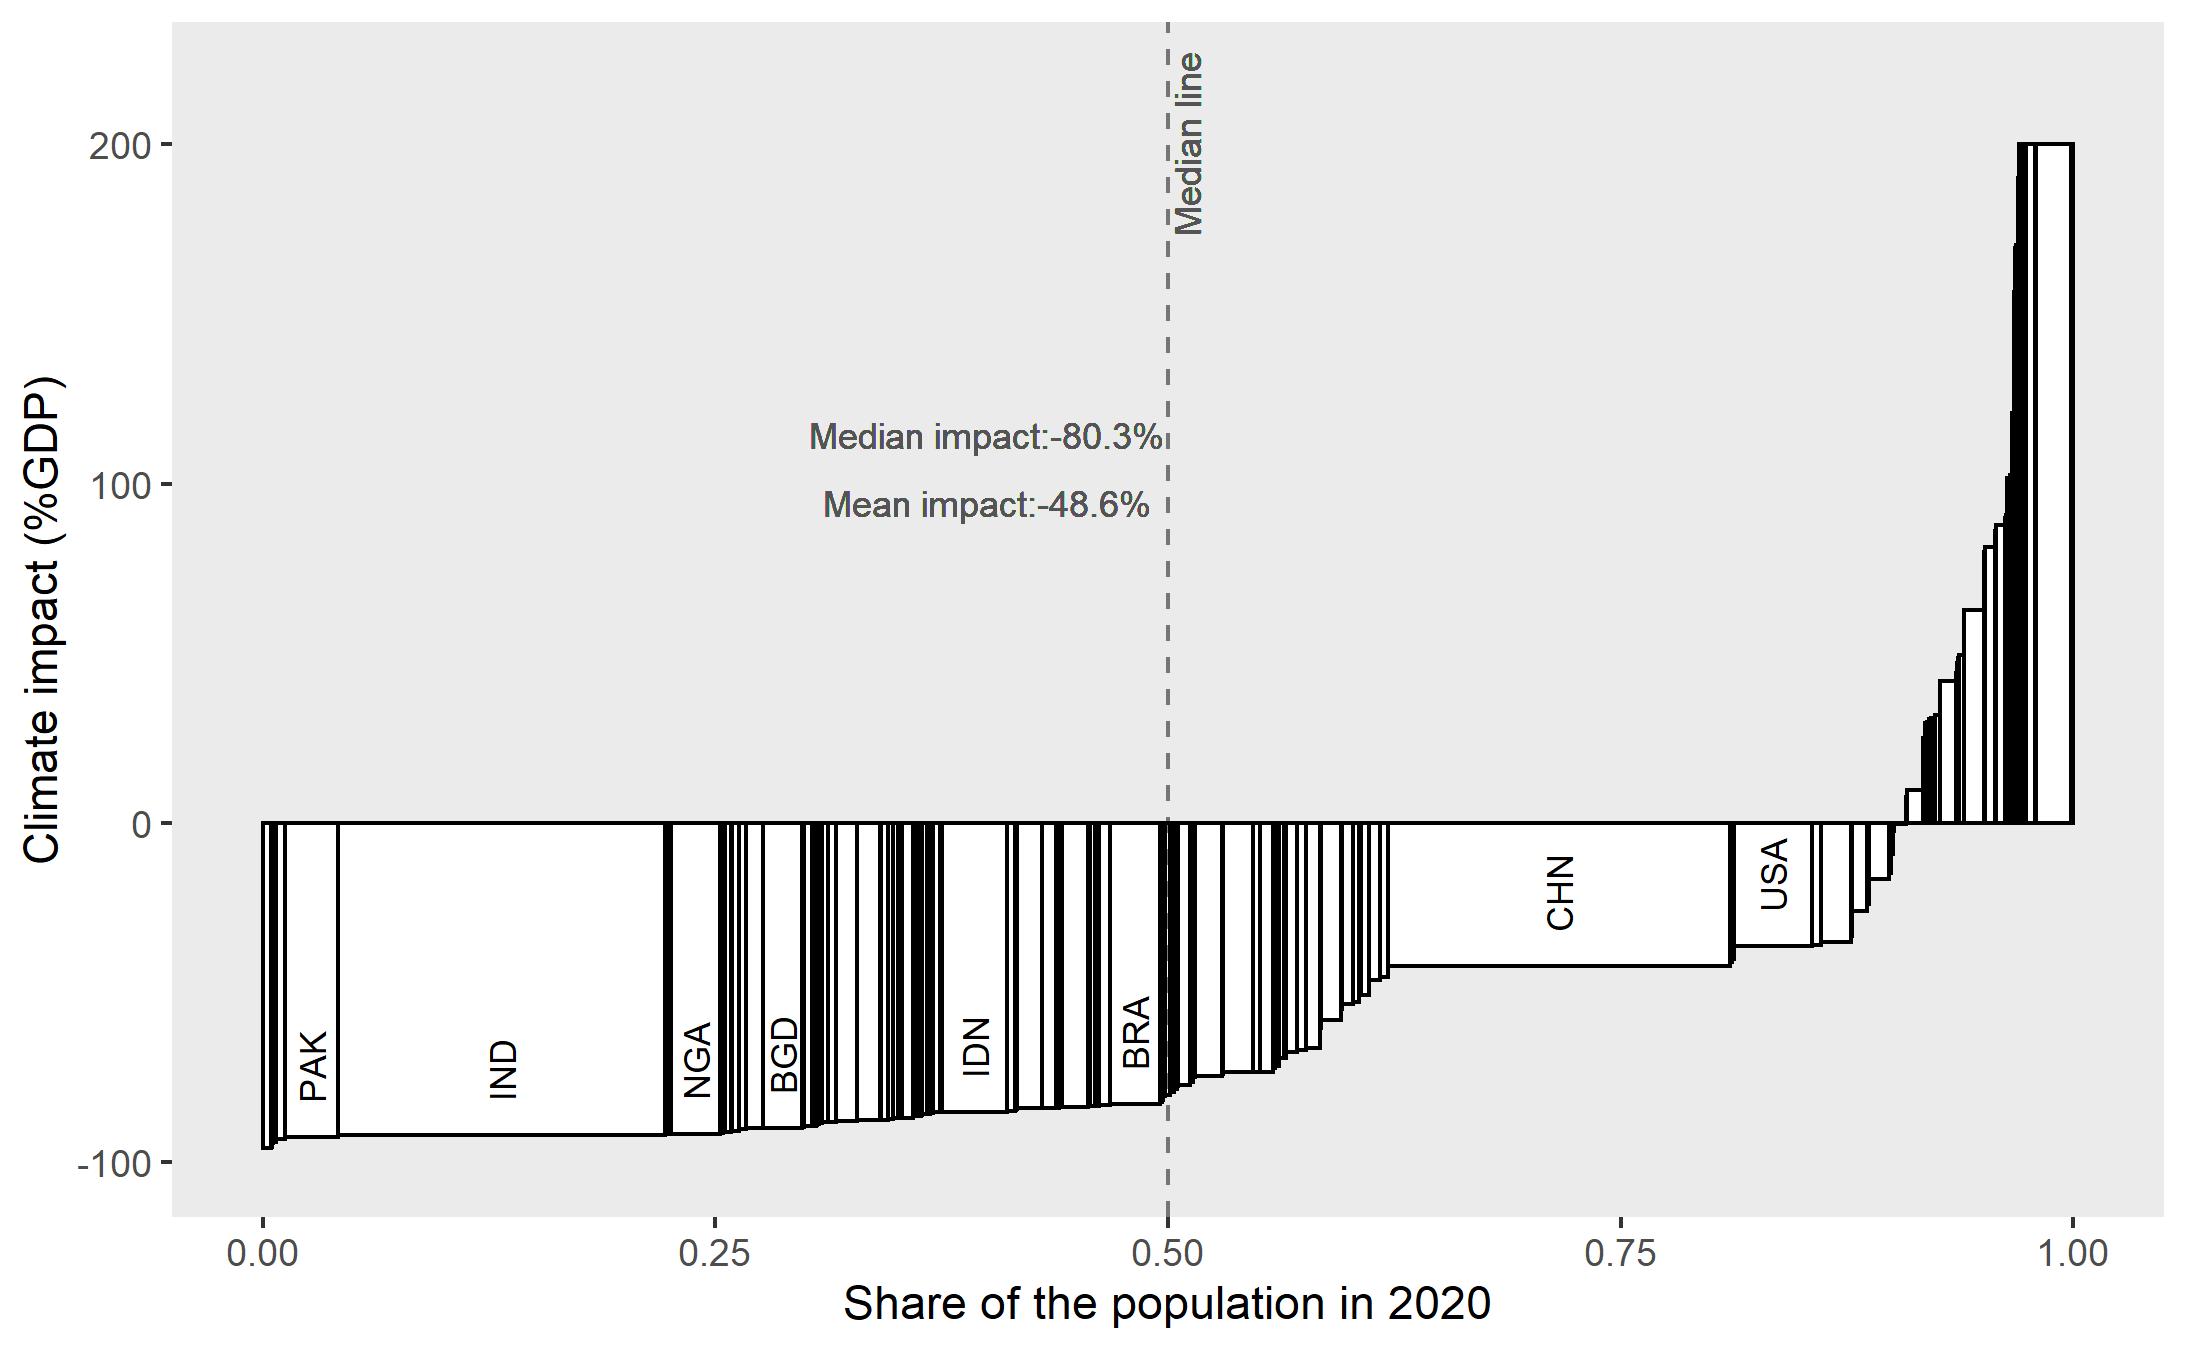 Climate impact (%GDP)
200
100
0
-100
Median line
Median impact:-80.3%
Mean impact:-48.6%
PAK
IND
NGA
BGD
IDN
BRA
CHN
USA
0.00
0.25
0.50
0.75
1.00
Share of the population in 2020